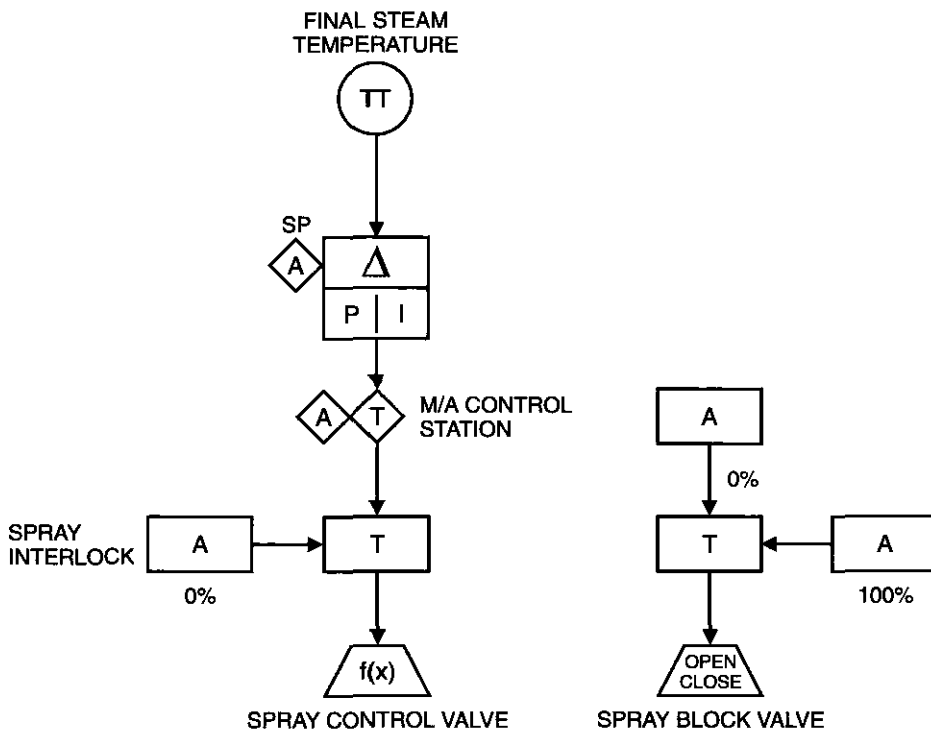 FINAL STEAM
TEMPERATURE
TT
SP
A
Δ
P I
A T
M/A CONTROL
STATION
A
0%
SPRAY
INTERLOCK
A
T
T
A
0%
100%
f(x)
OPEN
CLOSE
SPRAY CONTROL VALVE
SPRAY BLOCK VALVE